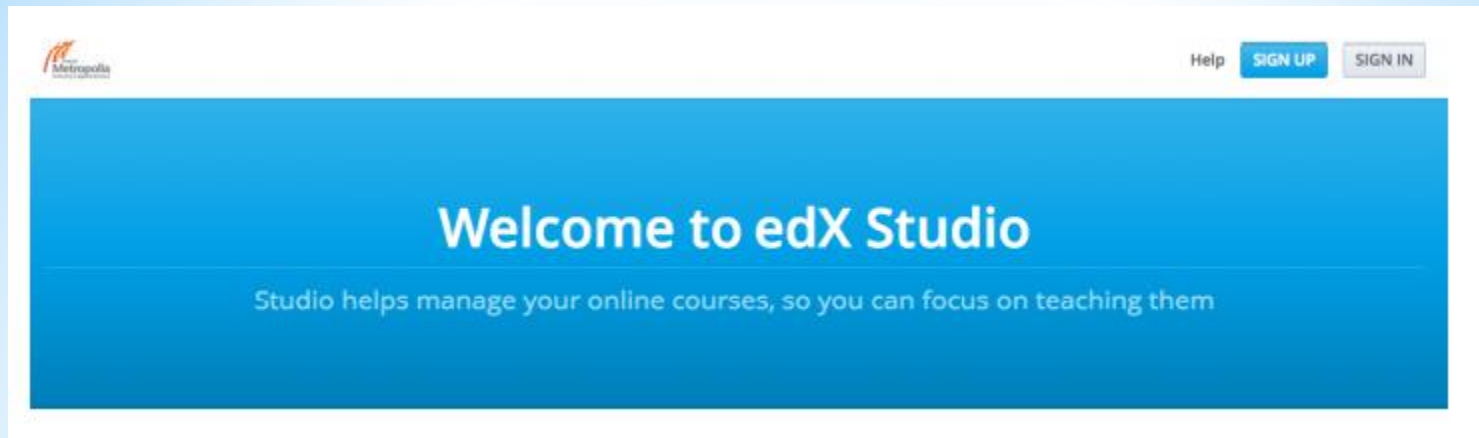 Metropolia
Help SIGN UP SIGN IN
Welcome to edX Studio
Studio helps manage your online courses, so you can focus on teaching them